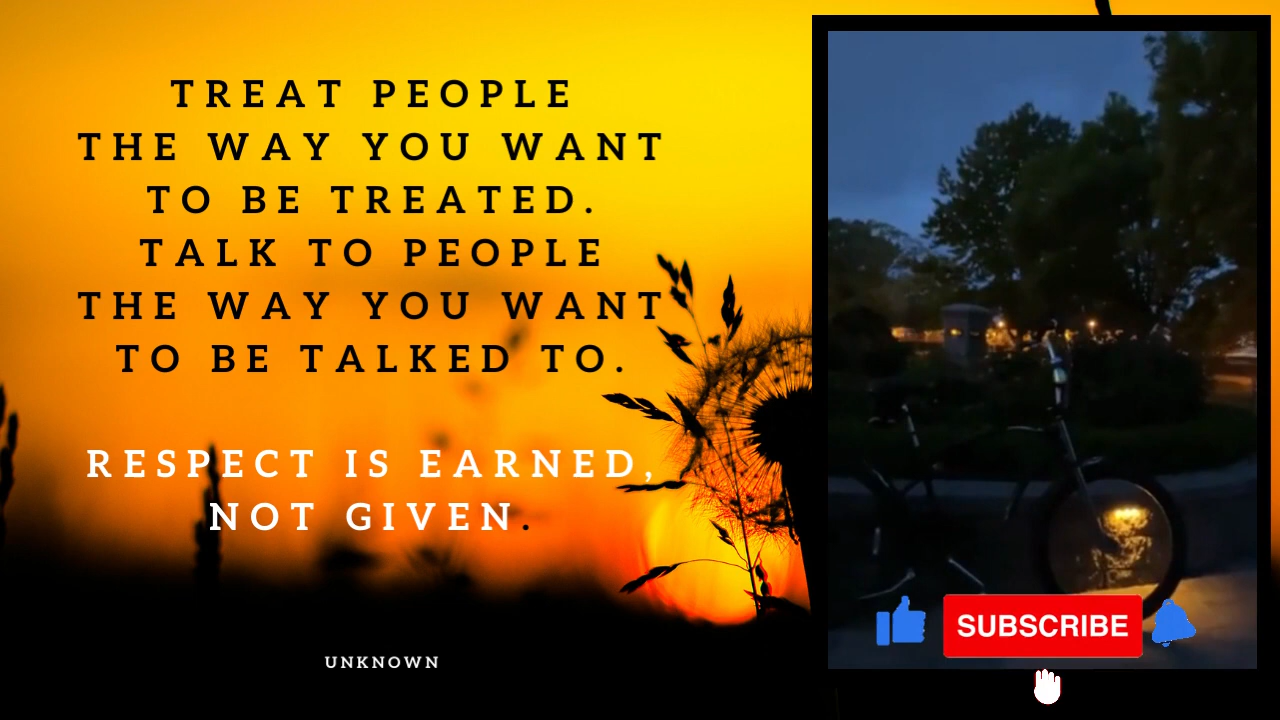 TREAT PEOPLE
THE WAY YOU WANT
TO BE TREATED.
TALK TO PEOPLE
THE WAY YOU WANT
TO BE TALKED TO.
RESPECT IS EARNED,
NOT GIVEN.
UNKNOWN
SUBSCRIBE